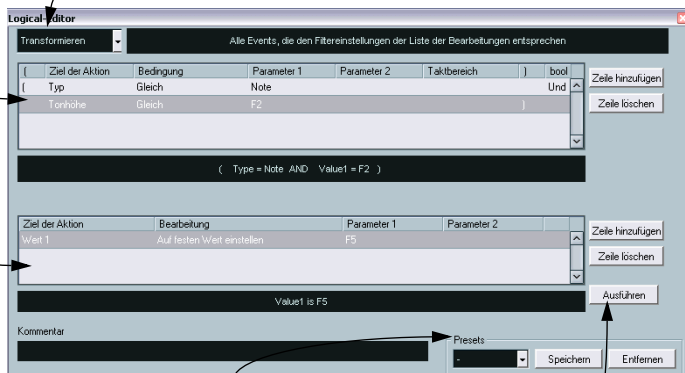 Logical-Editor
Transformieren
Alle Events, die den Filtereinstellungen der Liste der Bearbeitungen entsprechen
( Ziel der Aktion Bedingung Parameter 1 Parameter 2 Taktbereich ) bool
( Typ Gleich Note Und
Tonhöhe Gleich F2 )
Zeile hinzufügen
Zeile löschen
( Type = Note AND Value1 = F2 )
Ziel der Aktion Bearbeitung Parameter 1 Parameter 2
Wert 1 Auf festen Wert einstellen F5
Zeile hinzufügen
Zeile löschen
Value1 is F5
Ausführen
Kommentar
Presets
- Speichern Entfernen